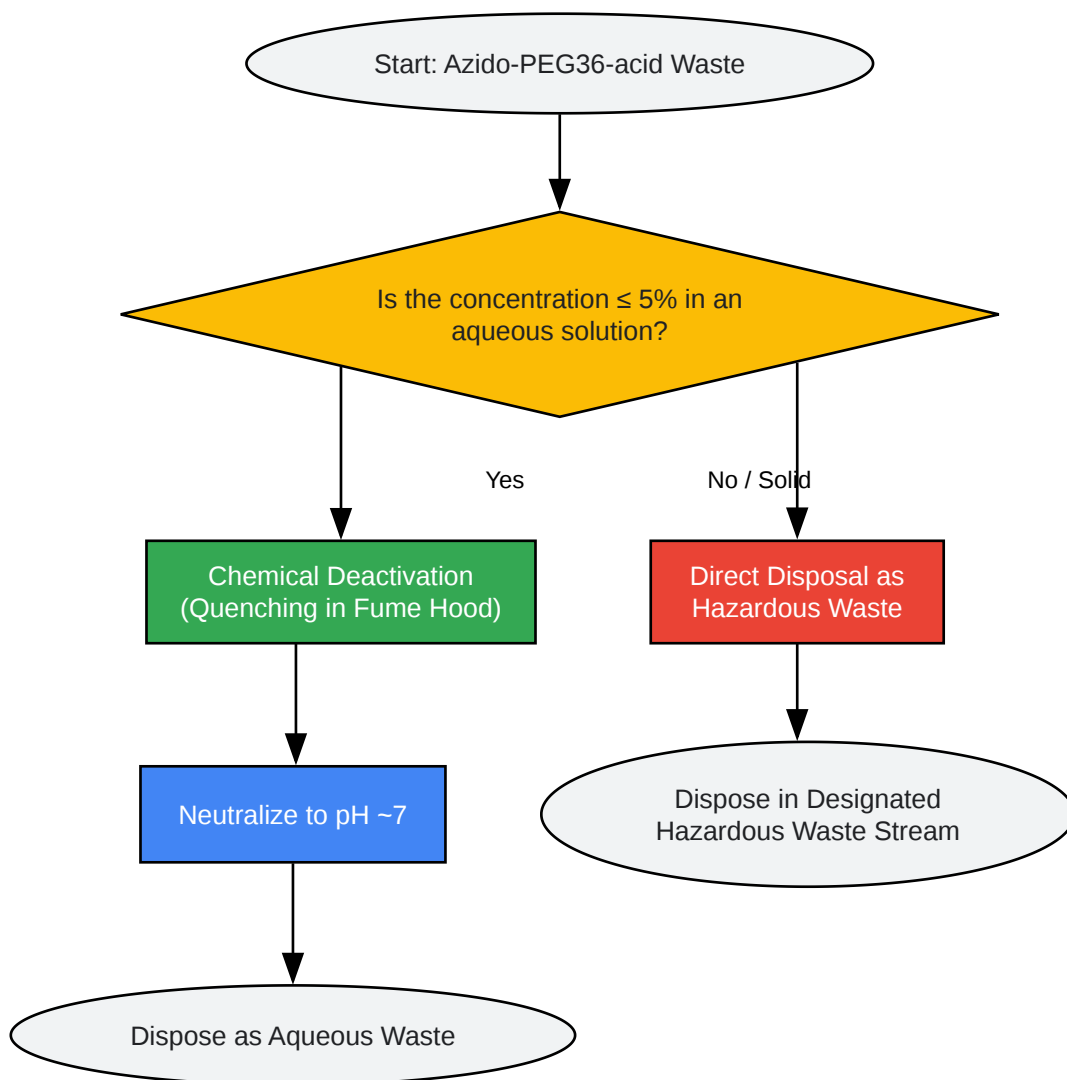 Start: Azido-PEG36-acid Waste
Is the concentration ≤ 5% in an
aqueous solution?
Yes
No / Solid
Chemical Deactivation
(Quenching in Fume Hood)
Direct Disposal as
Hazardous Waste
Neutralize to pH ~7
Dispose in Designated
Hazardous Waste Stream
Dispose as Aqueous Waste